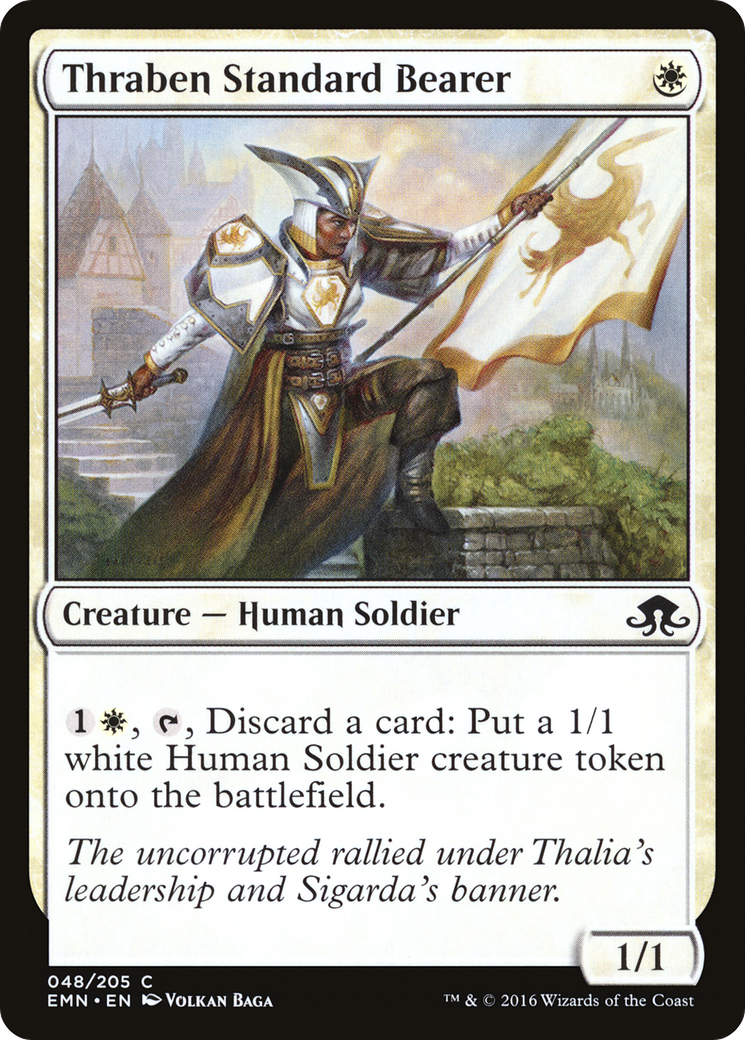 Thraben Standard Bearer
Creature — Human Soldier
1 , , Discard a card: Put a 1/1
white Human Soldier creature token
onto the battlefield.
The uncorrupted rallied under Thalia's
leadership and Sigarda's banner.
1/1
048/205 C
EMN • EN Volkan Baga
™ & © 2016 Wizards of the Coast